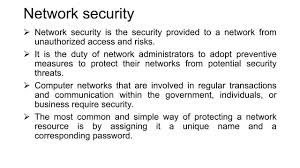 Network security
➤ Network security is the security provided to a network from
unauthorized access and risks.
➤ It is the duty of network administrators to adopt preventive
measures to protect their networks from potential security
threats.
➤ Computer networks that are involved in regular transactions
and communication within the government, individuals, or
business require security.
➤ The most common and simple way of protecting a network
resource is by assigning it a unique name and a
corresponding password.